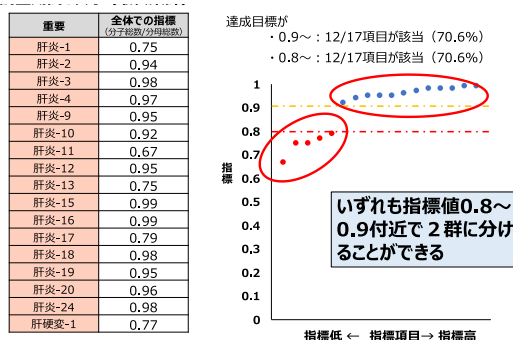 重要 全体での指標
(分子総数/分母総数)
肝炎-1 0.75
肝炎-2 0.94
肝炎-3 0.98
肝炎-4 0.97
肝炎-9 0.95
肝炎-10 0.92
肝炎-11 0.67
肝炎-12 0.95
肝炎-13 0.75
肝炎-15 0.99
肝炎-16 0.99
肝炎-17 0.79
肝炎-18 0.98
肝炎-19 0.95
肝炎-20 0.96
肝炎-24 0.98
肝硬変-1 0.77
達成目標が
・0.9~:12/17項目が該当(70.6%)
・0.8~:12/17項目が該当(70.6%)
1
0.9
0.8
0.7
0.6
0.5
0.4
0.3
0.2
0.1
0
指標
いずれも指標値0.8~
0.9付近で2群に分け
ることができる
指標低 ← 指標項目→ 指標高